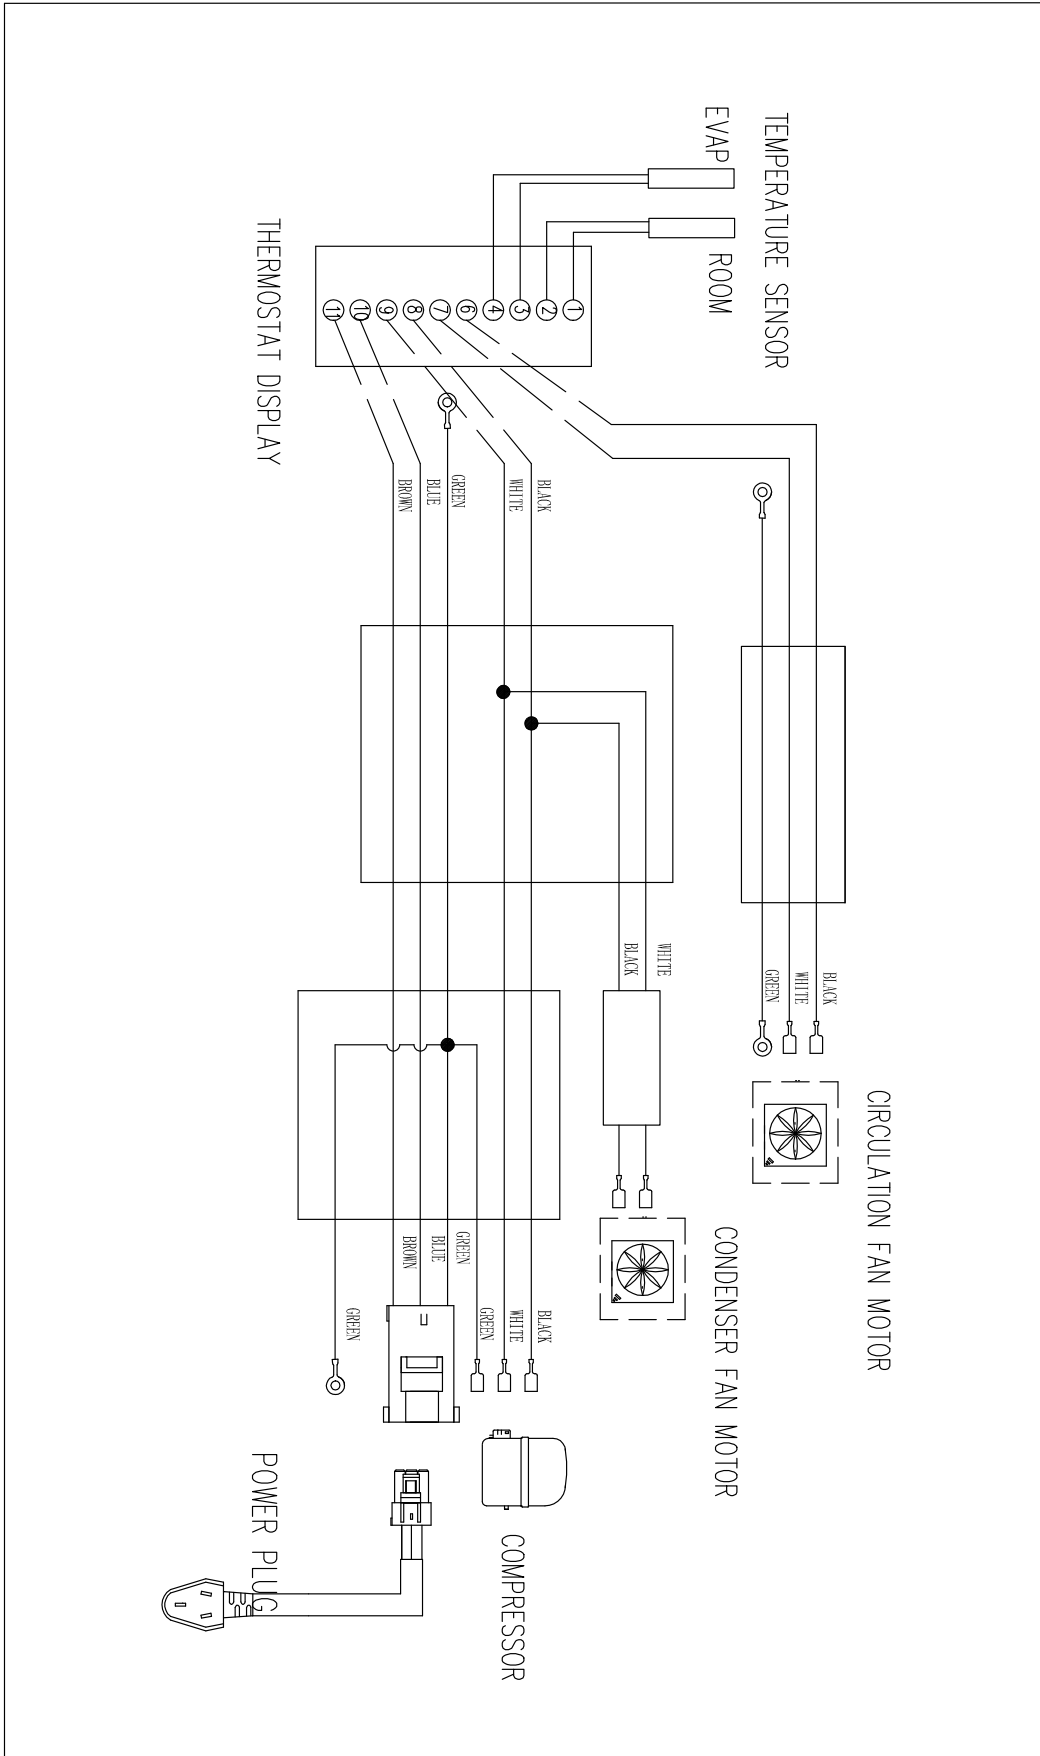 TEMPERATURE SENSOR
EVAP
ROOM
THERMOSTAT DISPLAY
1
2
3
4
6
7
8
9
10
11
BLACK
WHITE
GREEN
BLUE
BROWN
WHITE
BLACK
BLACK
WHITE
GREEN
CIRCULATION FAN MOTOR
CONDENSER FAN MOTOR
BLACK
WHITE
GREEN
GREEN
BLUE
BROWN
GREEN
COMPRESSOR
POWER PLUG